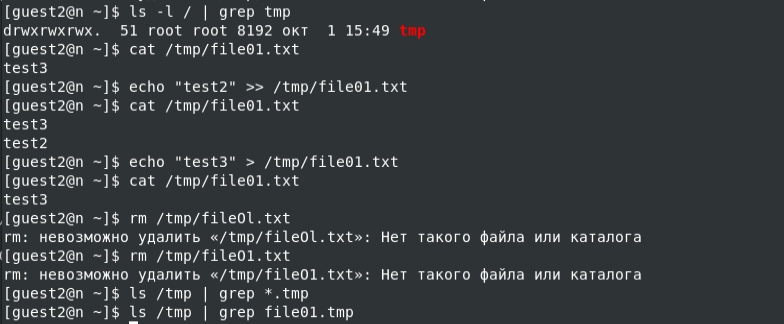 [guest2@n ~]$ ls -l / | grep tmp
drwxrwxrwx.  51 root root 8192 окт  1 15:49 tmp
[guest2@n ~]$ cat /tmp/file01.txt
test3
[guest2@n ~]$ echo "test2" >> /tmp/file01.txt
[guest2@n ~]$ cat /tmp/file01.txt
test3
test2
[guest2@n ~]$ echo "test3" > /tmp/file01.txt
[guest2@n ~]$ cat /tmp/file01.txt
test3
[guest2@n ~]$ rm /tmp/fileOl.txt
rm: невозможно удалить «/tmp/fileOl.txt»: Нет такого файла или каталога
[guest2@n ~]$ rm /tmp/fileO1.txt
rm: невозможно удалить «/tmp/fileO1.txt»: Нет такого файла или каталога
[guest2@n ~]$ ls /tmp | grep *.tmp
[guest2@n ~]$ ls /tmp | grep file01.tmp